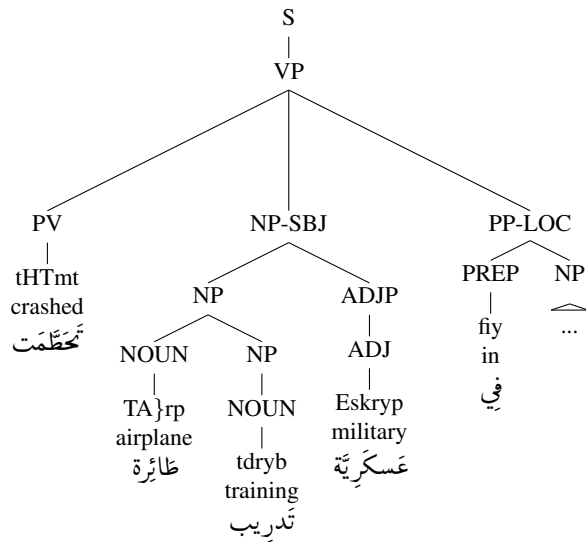 S
VP
PV NP-SBJ PP-LOC
tHTmt PREP NP
crashed NP ADJP
تَحَطَّمَت fiy ...
NOUN NP ADJ in
فِي
TA}rp NOUN Eskryp
airplane military
طَائِرة tdryb عَسكَرِيَّة
training
تَدرِيب